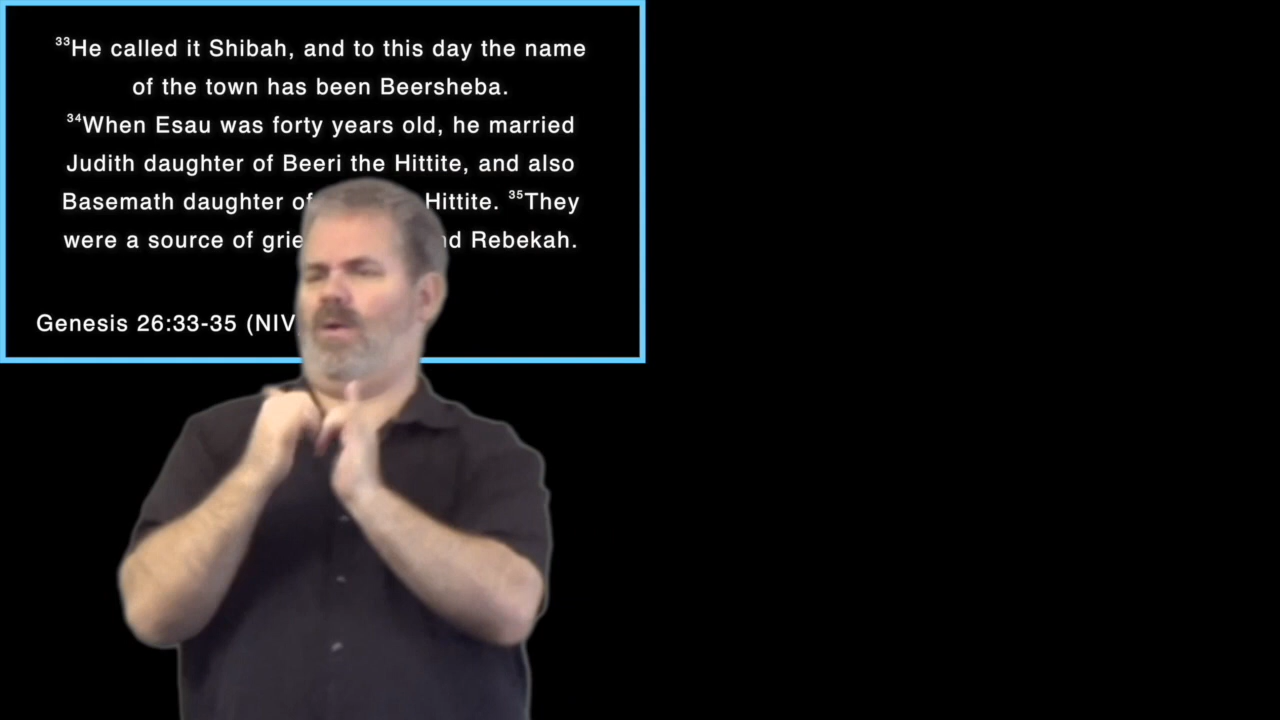 ³³He called it Shibah, and to this day the name
of the town has been Beersheba.
³⁴When Esau was forty years old, he married
Judith daughter of Beeri the Hittite, and also
Basemath daughter of Hittite. ³⁵They
were a source of Rebekah.
Genesis 26:33-35 (NIV